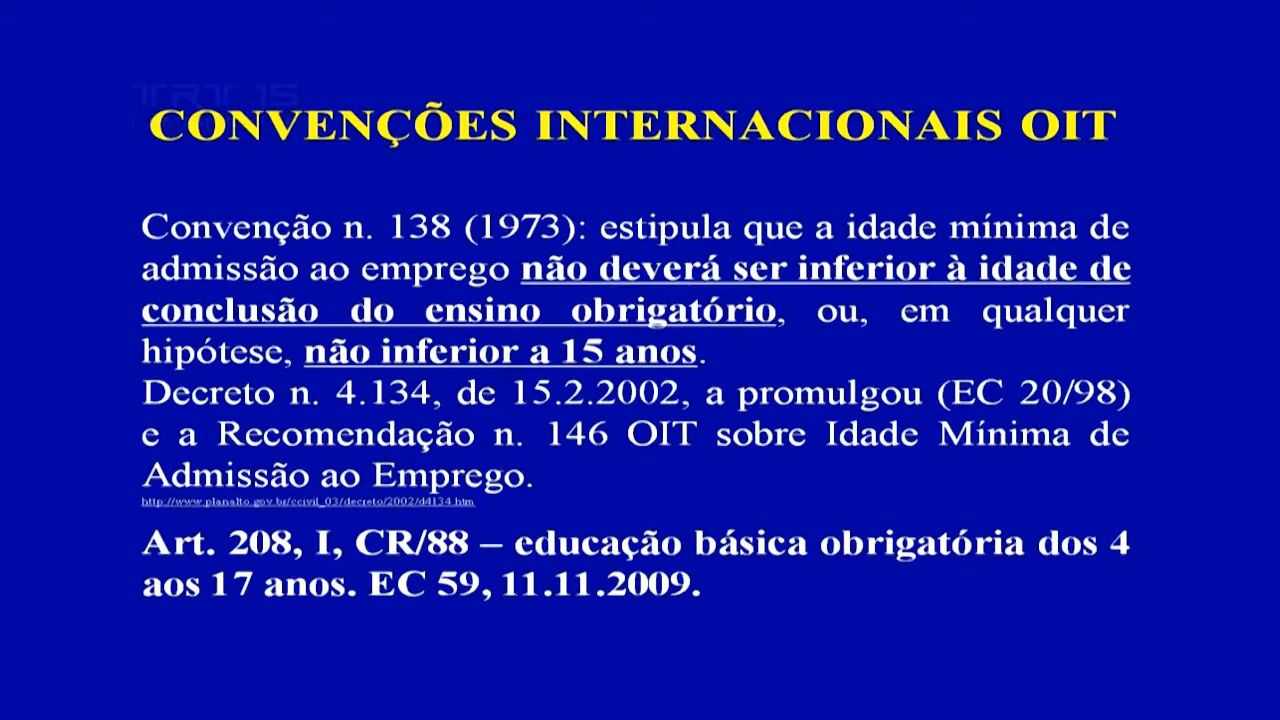 TRT 15
CONVENÇÕES INTERNACIONAIS OIT
Convenção n. 138 (1973): estipula que a idade mínima de
admissão ao emprego não deverá ser inferior à idade de
conclusão do ensino obrigatório, ou, em qualquer
hipótese, não inferior a 15 anos.
Decreto n. 4.134, de 15.2.2002, a promulgou (EC 20/98)
e a Recomendação n. 146 OIT sobre Idade Mínima de
Admissão ao Emprego.
http://www.planalto.gov.br/ccivil_03/decreto/2002/d4134.htm
Art. 208, I, CR/88 – educação básica obrigatória dos 4
aos 17 anos. EC 59, 11.11.2009.